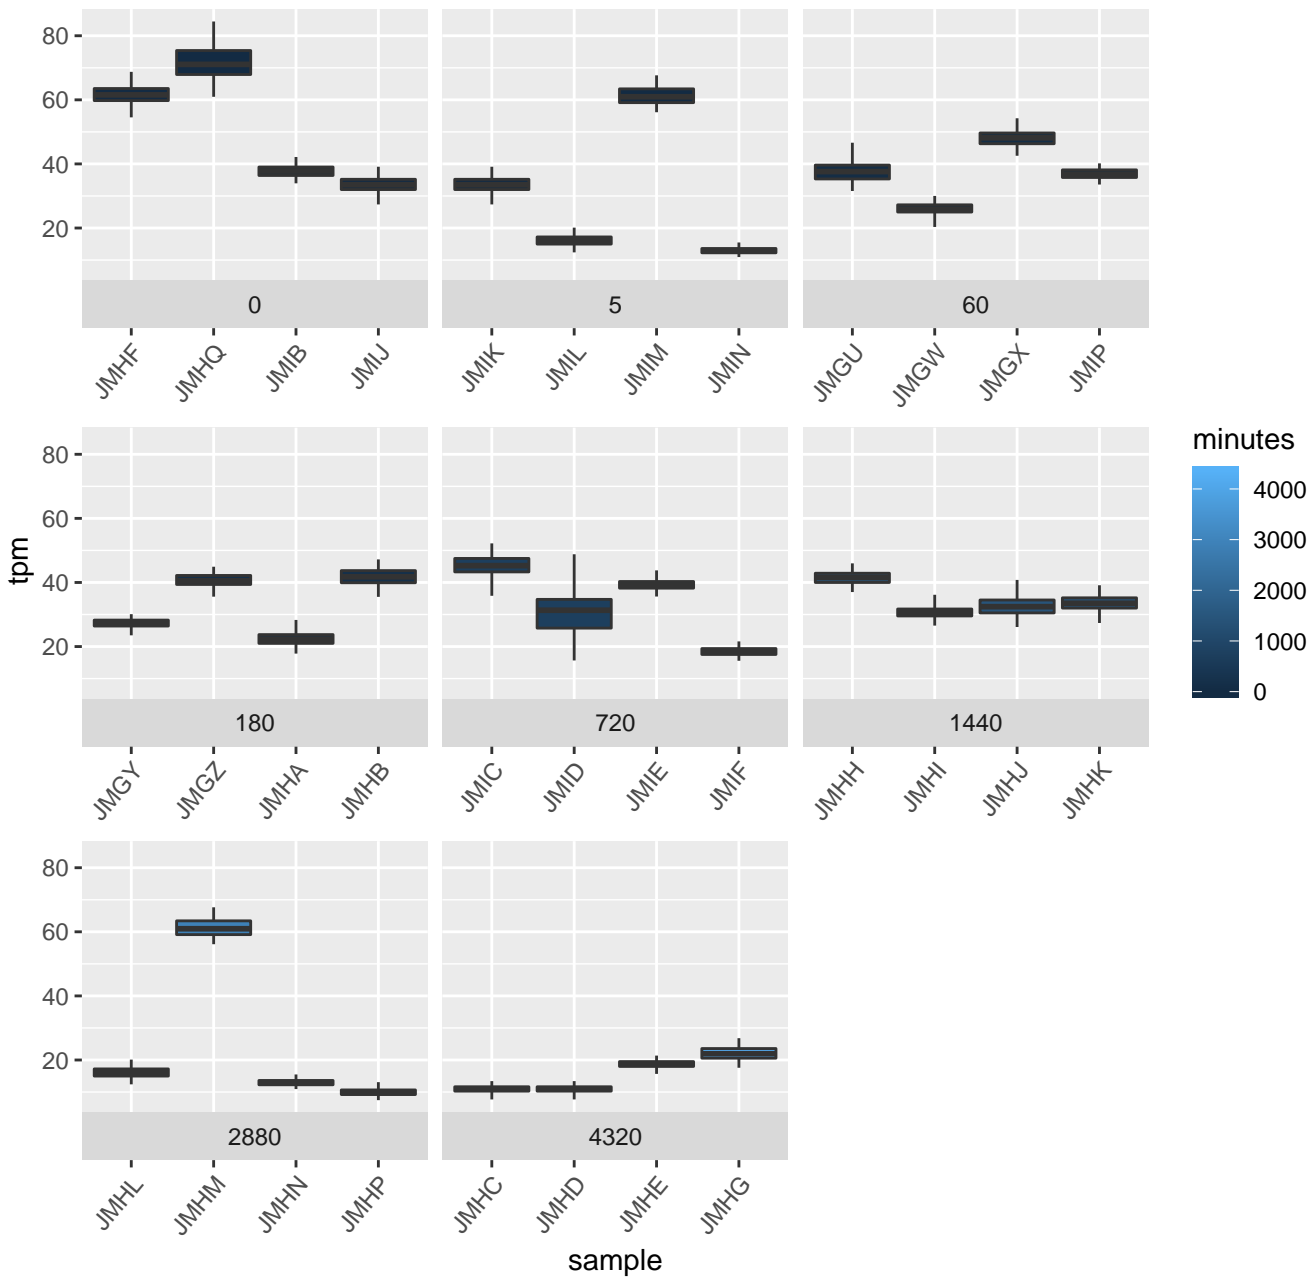 80
60
40
20
0
5
60
JMHF
JMHQ
JMIB
JMIJ
JMIK
JMIL
JMIM
JMIN
JMGU
JMGW
JMGX
JMIP
tpm
80
60
40
20
180
720
1440
JMGY
JMGZ
JMHA
JMHB
JMIC
JMID
JMIE
JMIF
JMHH
JMHI
JMHJ
JMHK
80
60
40
20
2880
4320
JMHL
JMHM
JMHN
JMHP
JMHC
JMHD
JMHE
JMHG
sample
minutes
4000
3000
2000
1000
0